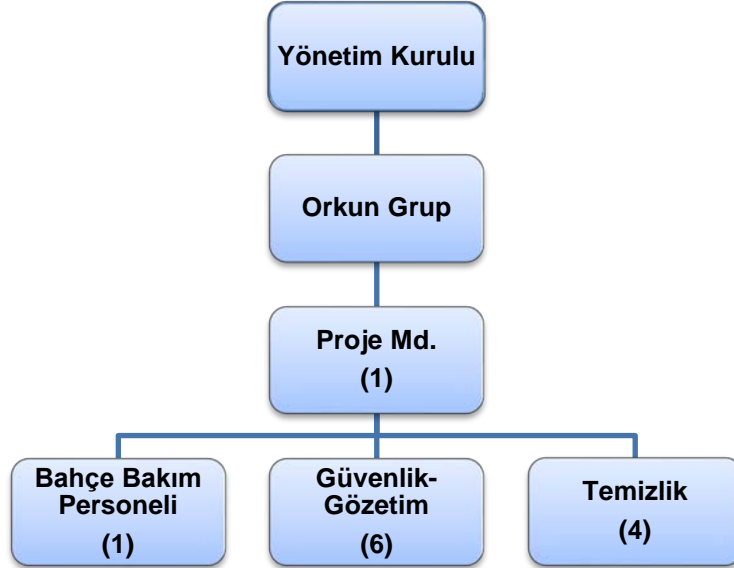 Yönetim Kurulu
Orkun Grup
Proje Md.
(1)
Bahçe Bakım
Personeli
(1)
Güvenlik-
Gözetim
(6)
Temizlik
(4)